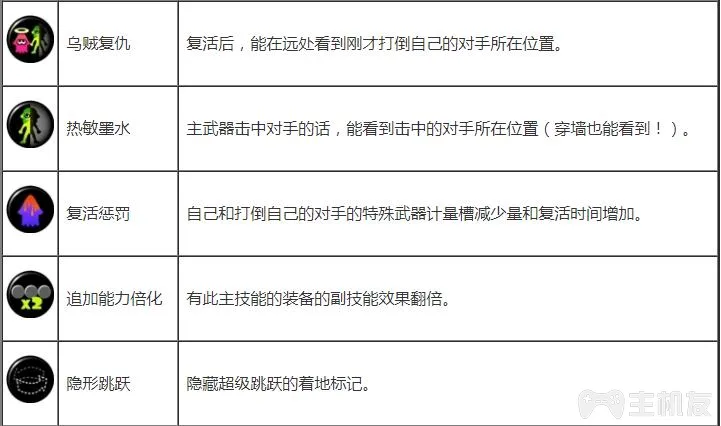 乌贼复仇
复活后，能在远处看到刚才打倒自己的对手所在位置。
热敏墨水
主武器击中对手的话，能看到击中的对手所在位置（穿墙也能看到！）。
复活惩罚
自己和打倒自己的对手的特殊武器计量槽减少量和复活时间增加。
x2
追加能力倍化
有此主技能的装备的副技能效果翻倍。
隐形跳跃
隐藏超级跳跃的着地标记。
主机友